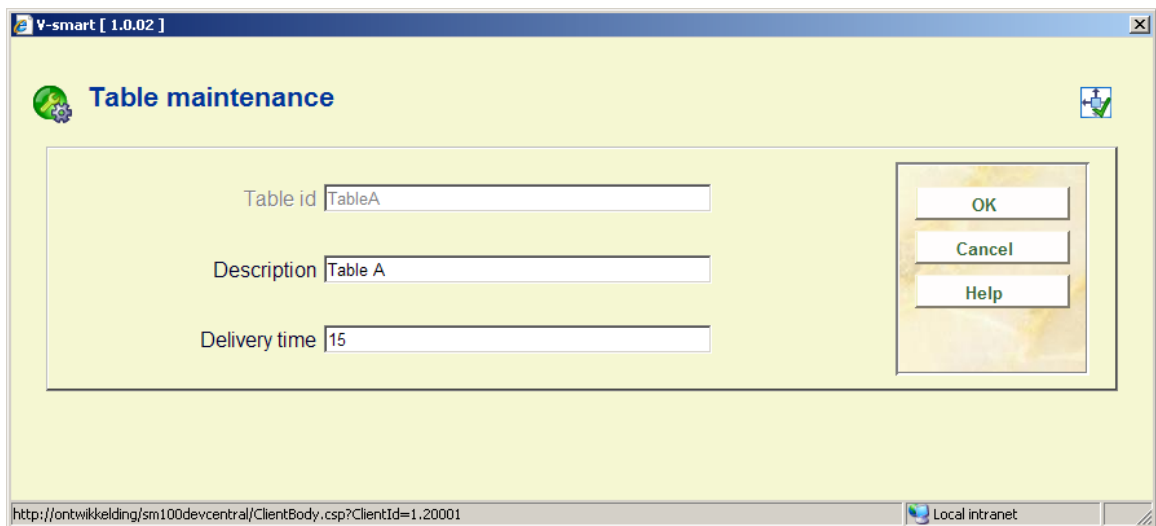 V-smart [ 1.0.02 ]
Table maintenance
Table id TableA
Description Table A
Delivery time 15
OK
Cancel
Help
http://ontwikkelding/sm100devcentral/ClientBody.csp?ClientId=1.20001 Local intranet